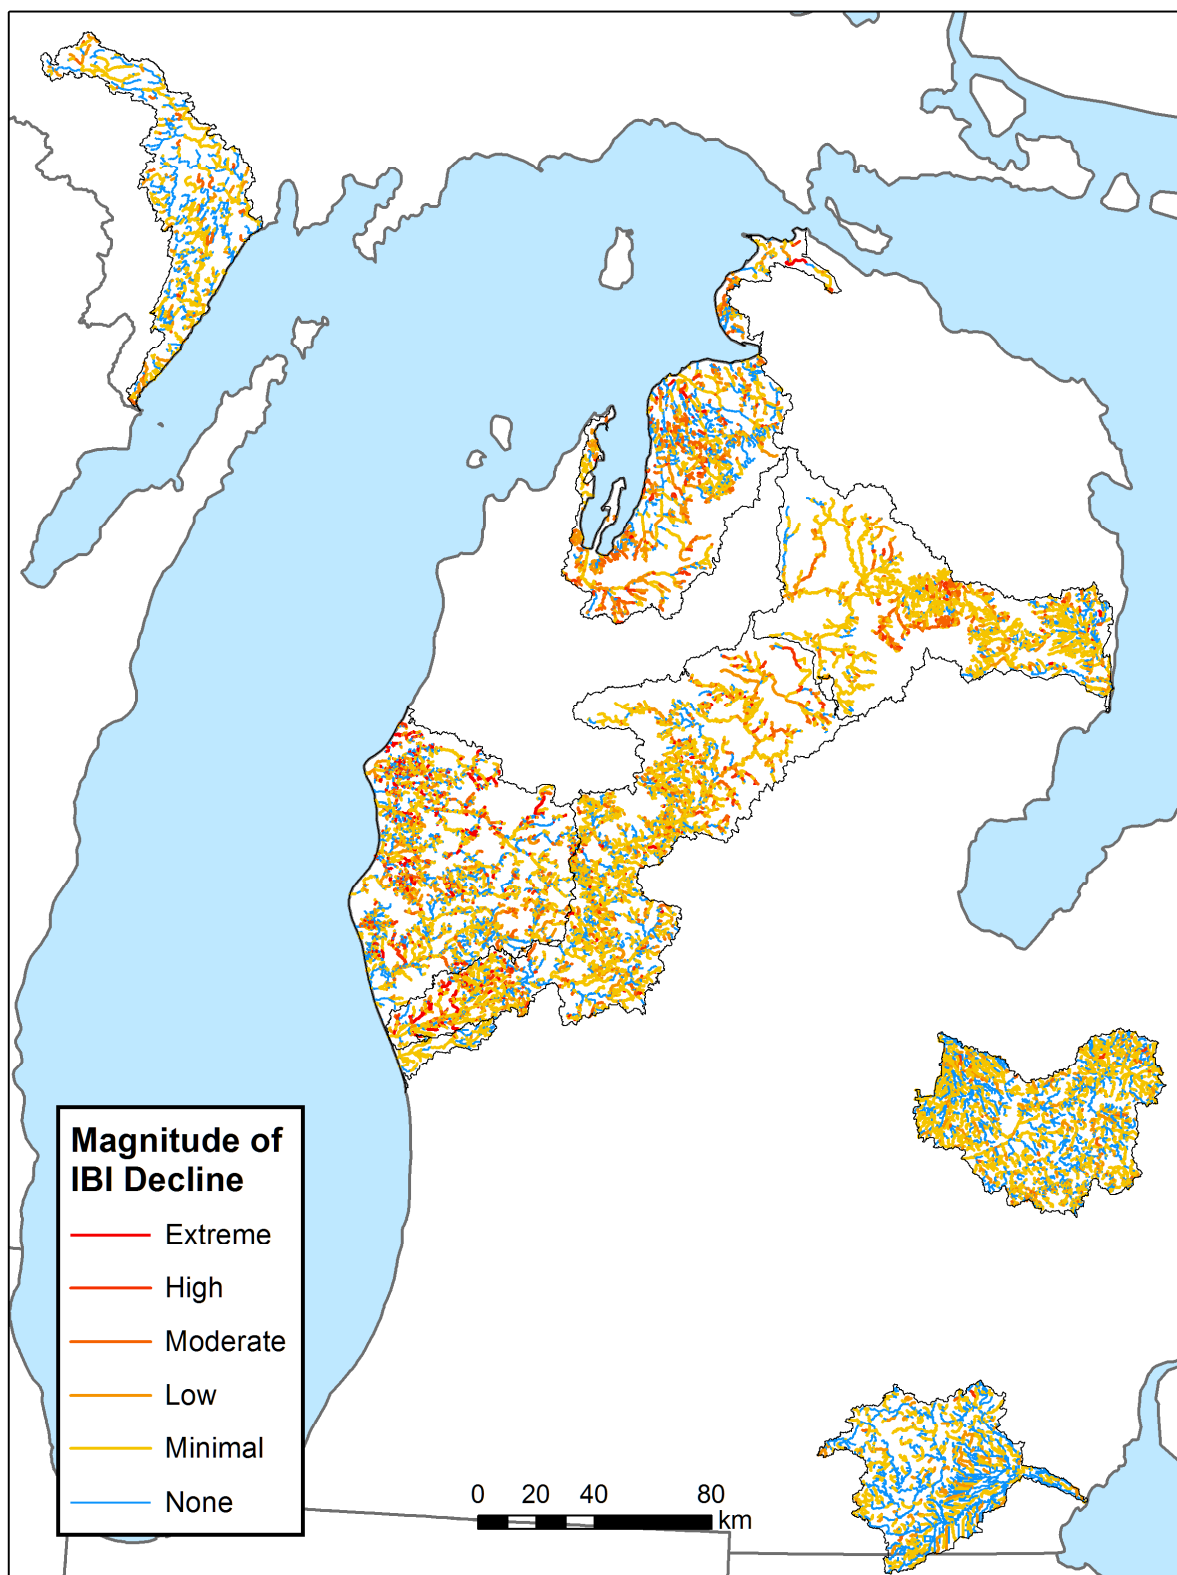 Magnitude of
IBI Decline
Extreme
High
Moderate
Low
Minimal
None
0 20 40 80
km